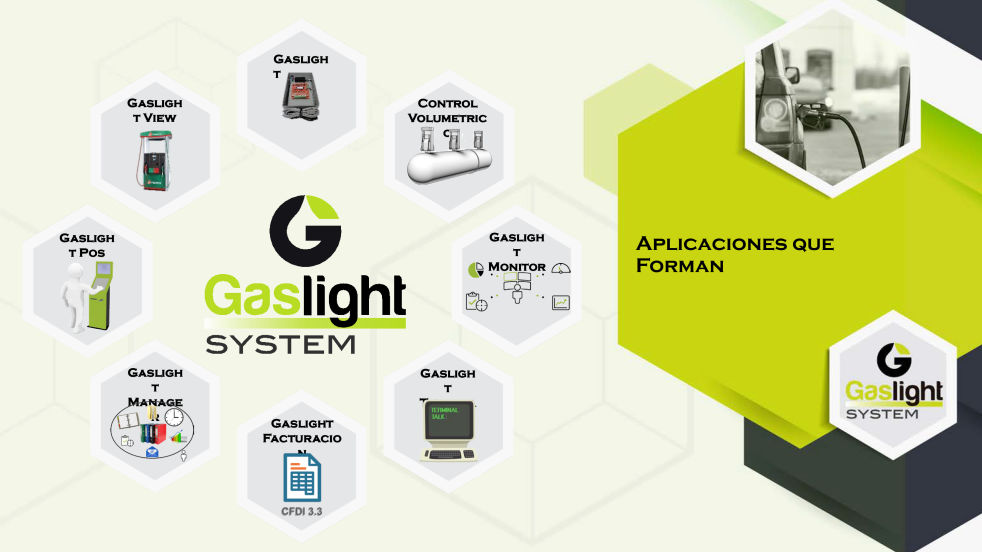 GASLIGH
T
GASLIGH
T VIEW
CONTROL
VOLUMETRIC
GASLIGH
T POS
GASLIGH
T
MONITOR
Gaslight
SYSTEM
GASLIGH
T
MANAGE
R
GASLIGHT
FACTURACIO
N
CFDI 3.3
GASLIGH
T
TERMINAL
TALK
APLICACIONES QUE
FORMAN
Gaslight
SYSTEM